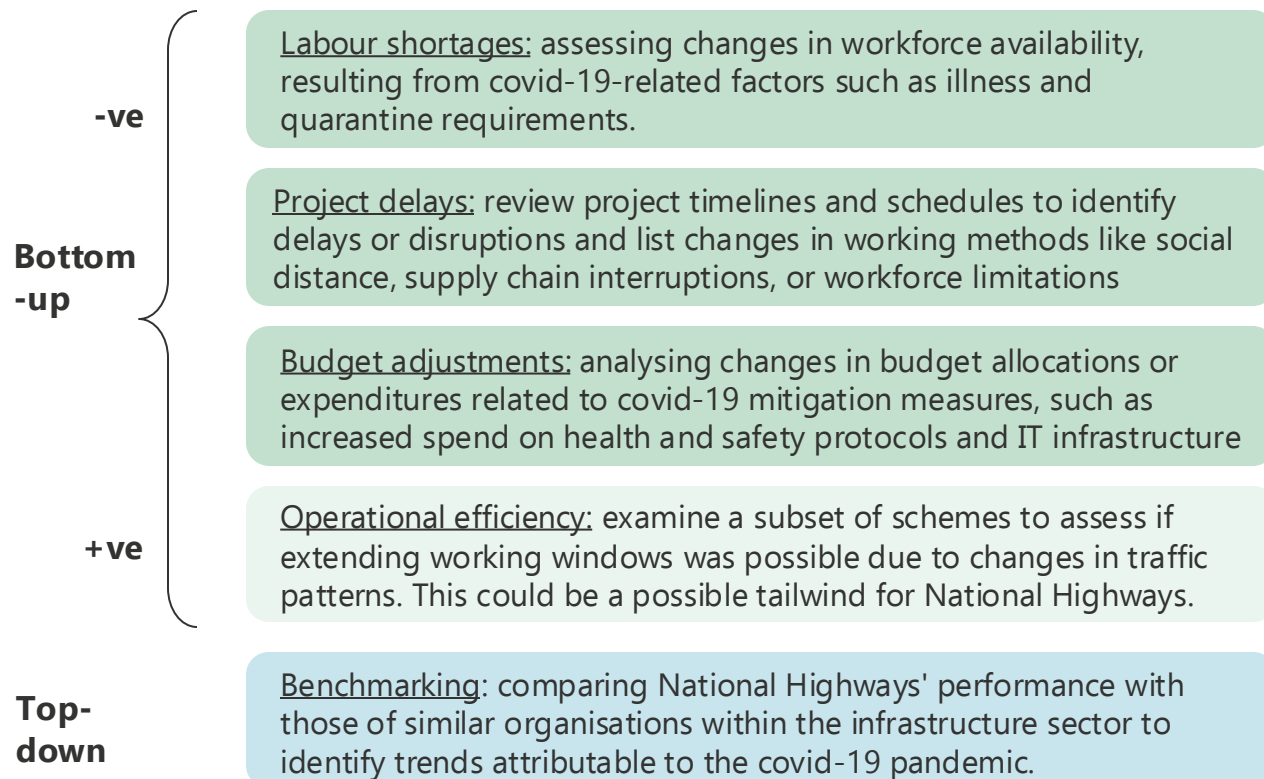 -ve
Labour shortages: assessing changes in workforce availability,
resulting from covid-19-related factors such as illness and
quarantine requirements.
Bottom
-up
Project delays: review project timelines and schedules to identify
delays or disruptions and list changes in working methods like social
distance, supply chain interruptions, or workforce limitations
Budget adjustments: analysing changes in budget allocations or
expenditures related to covid-19 mitigation measures, such as
increased spend on health and safety protocols and IT infrastructure
+ve
Operational efficiency: examine a subset of schemes to assess if
extending working windows was possible due to changes in traffic
patterns. This could be a possible tailwind for National Highways.
Top-
down
Benchmarking: comparing National Highways' performance with
those of similar organisations within the infrastructure sector to
identify trends attributable to the covid-19 pandemic.